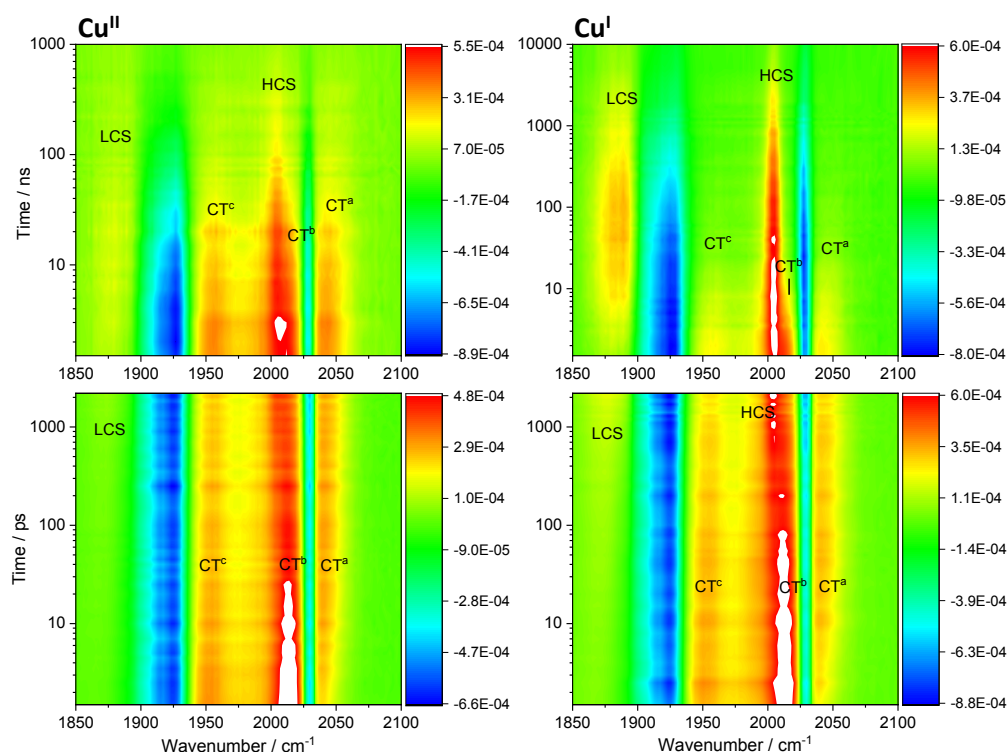 Cu^II
Cu^I
Time / ns
1000
100
10
LCS
HCS
CT^c
CT^b
CT^a
1850 1900 1950 2000 2050 2100
5.5E-04
3.1E-04
7.0E-05
-1.7E-04
-4.1E-04
-6.5E-04
-8.9E-04
10000
1000
100
10
HCS
LCS
CT^c
CT^b
CT^a
1850 1900 1950 2000 2050 2100
6.0E-04
3.7E-04
1.3E-04
-9.8E-05
-3.3E-04
-5.6E-04
-8.0E-04
Time / ps
1000
100
10
LCS
CT^c
CT^b
CT^a
1850 1900 1950 2000 2050 2100
Wavenumber / cm^-1
4.8E-04
2.9E-04
1.0E-04
-9.0E-05
-2.8E-04
-4.7E-04
-6.6E-04
1000
100
10
HCS
LCS
CT^c
CT^b
CT^a
1850 1900 1950 2000 2050 2100
Wavenumber / cm^-1
6.0E-04
3.5E-04
1.1E-04
-1.4E-04
-3.9E-04
-6.3E-04
-8.8E-04